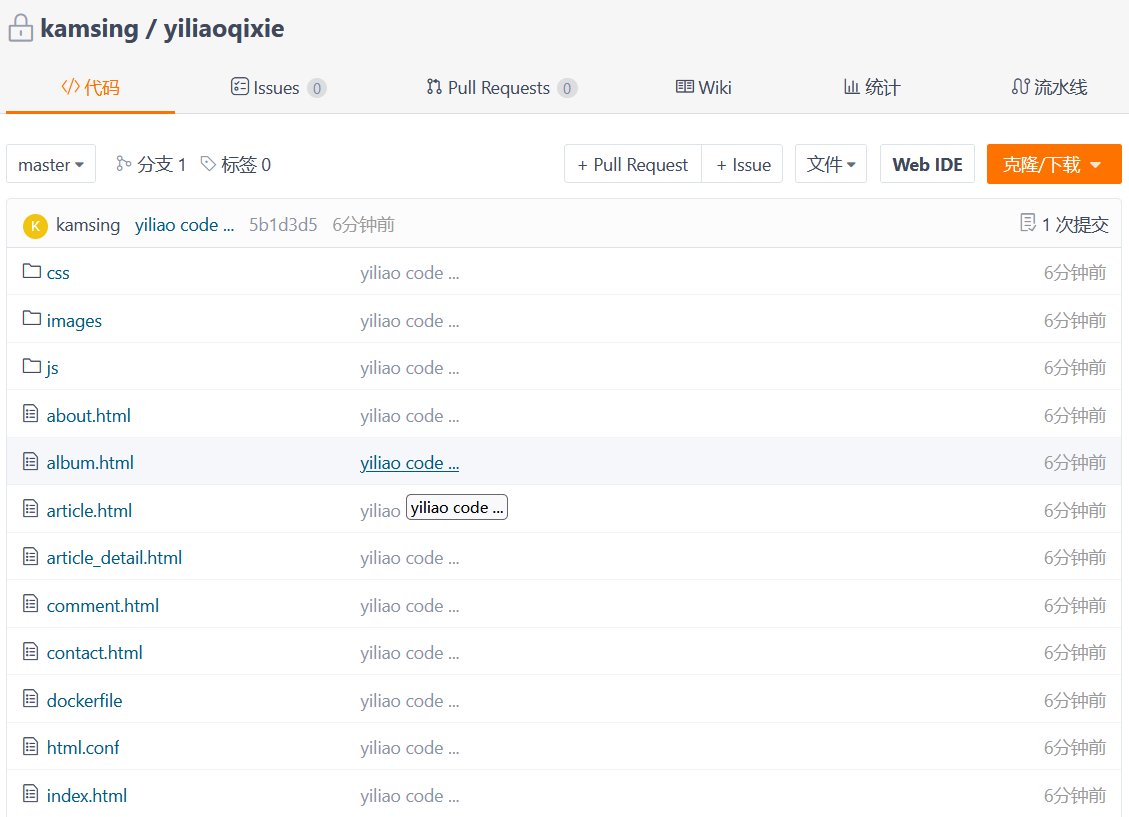 kamsing / yiliaoqixie
代码 Issues 0 Pull Requests 0 Wiki 统计 流水线
master 分支 1 标签 0 + Pull Request + Issue 文件 Web IDE 克隆/下载
K kamsing yiliao code ... 5b1d3d5 6分钟前 1 次提交
css yiliao code ... 6分钟前
images yiliao code ... 6分钟前
js yiliao code ... 6分钟前
about.html yiliao code ... 6分钟前
album.html yiliao code ... 6分钟前
article.html yiliao yiliao code ... 6分钟前
article_detail.html yiliao code ... 6分钟前
comment.html yiliao code ... 6分钟前
contact.html yiliao code ... 6分钟前
dockerfile yiliao code ... 6分钟前
html.conf yiliao code ... 6分钟前
index.html yiliao code ... 6分钟前